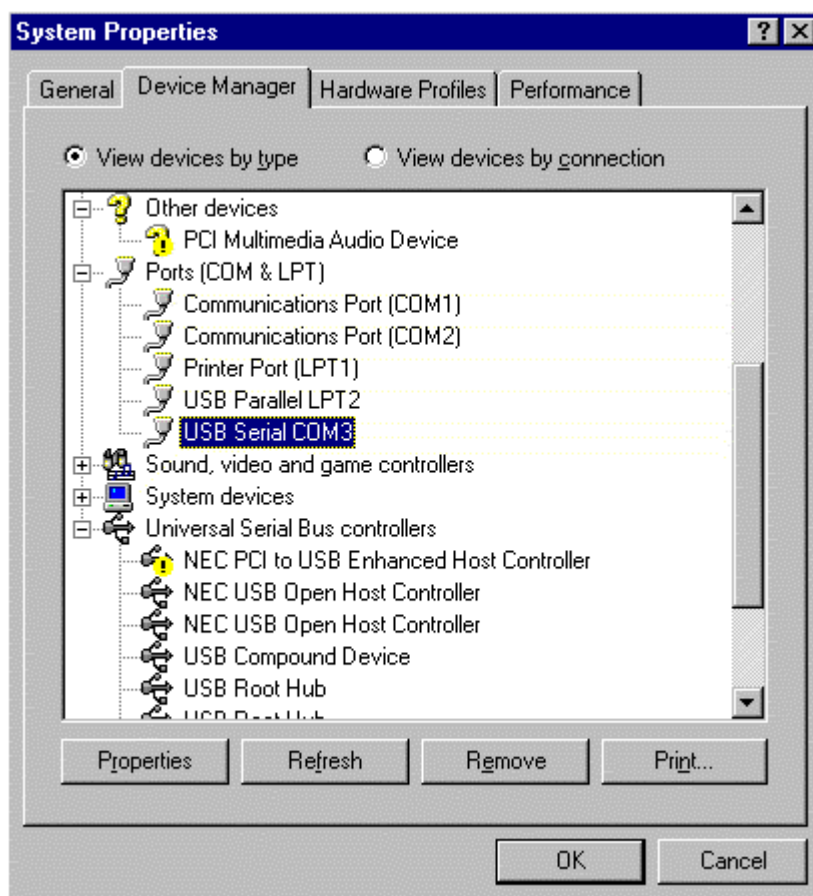 System Properties
General Device Manager Hardware Profiles Performance
View devices by type View devices by connection
Other devices
PCI Multimedia Audio Device
Ports (COM & LPT)
Communications Port (COM1)
Communications Port (COM2)
Printer Port (LPT1)
USB Parallel LPT2
USB Serial COM3
Sound, video and game controllers
System devices
Universal Serial Bus controllers
NEC PCI to USB Enhanced Host Controller
NEC USB Open Host Controller
NEC USB Open Host Controller
USB Compound Device
USB Root Hub
USB Root Hub
Properties Refresh Remove Print...
OK Cancel